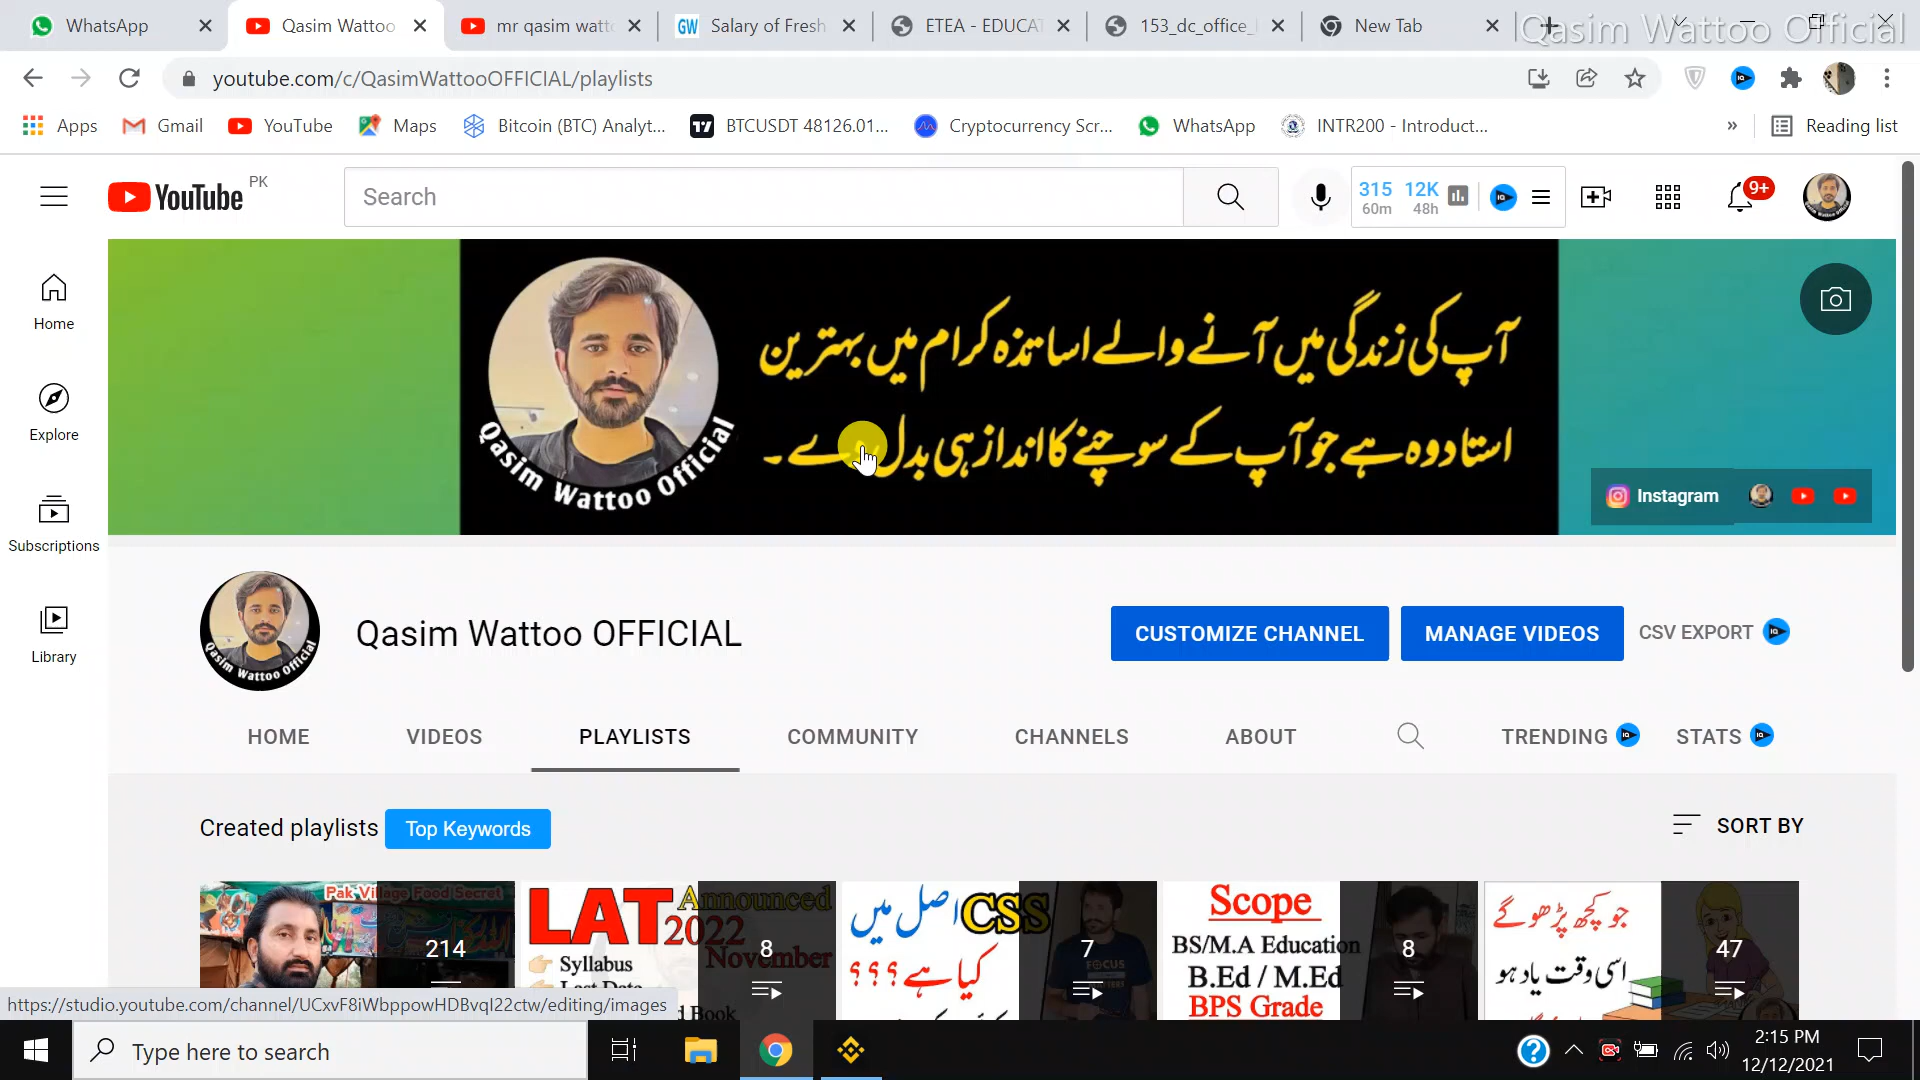 WhatsApp
Qasim Wattoo
mr qasim watto
GW Salary of Fresh
ETEA - EDUCAT
153_dc_office_
New Tab
Qasim Wattoo Official
youtube.com/c/QasimWattooOFFICIAL/playlists
Apps
Gmail
YouTube
Maps
Bitcoin (BTC) Analyt...
BTCUSDT 48126.01...
Cryptocurrency Scr...
WhatsApp
INTR200 - Introduct...
»
Reading list
YouTube PK
Search
315 12K
60m 48h
9+
Home
Explore
Subscriptions
Library
Qasim Wattoo Official
آپ کی زندگی میں آنے والے اساتذہ کرام میں بہترین
استاد وہ ہے جو آپ کے سوچنے کا انداز ہی بدل دے ۔
Instagram
Qasim Wattoo Official
Qasim Wattoo OFFICIAL
CUSTOMIZE CHANNEL
MANAGE VIDEOS
CSV EXPORT
HOME
VIDEOS
PLAYLISTS
COMMUNITY
CHANNELS
ABOUT
TRENDING
STATS
Created playlists
Top Keywords
SORT BY
Pak Village Food Secret
214
LAT Announced
2022
November
Syllabus
Last Date
d Book
8
اصل میں CSS
کیا ہے ؟؟؟
FOCUS
7
Scope
BS/M.A Education
B.Ed / M.Ed
BPS Grade
8
جو کچھ پڑھو گے
اسی وقت یاد ہو
47
https://studio.youtube.com/channel/UCxvF8iWbppowHDBvqI22ctw/editing/images
Type here to search
2:15 PM
12/12/2021